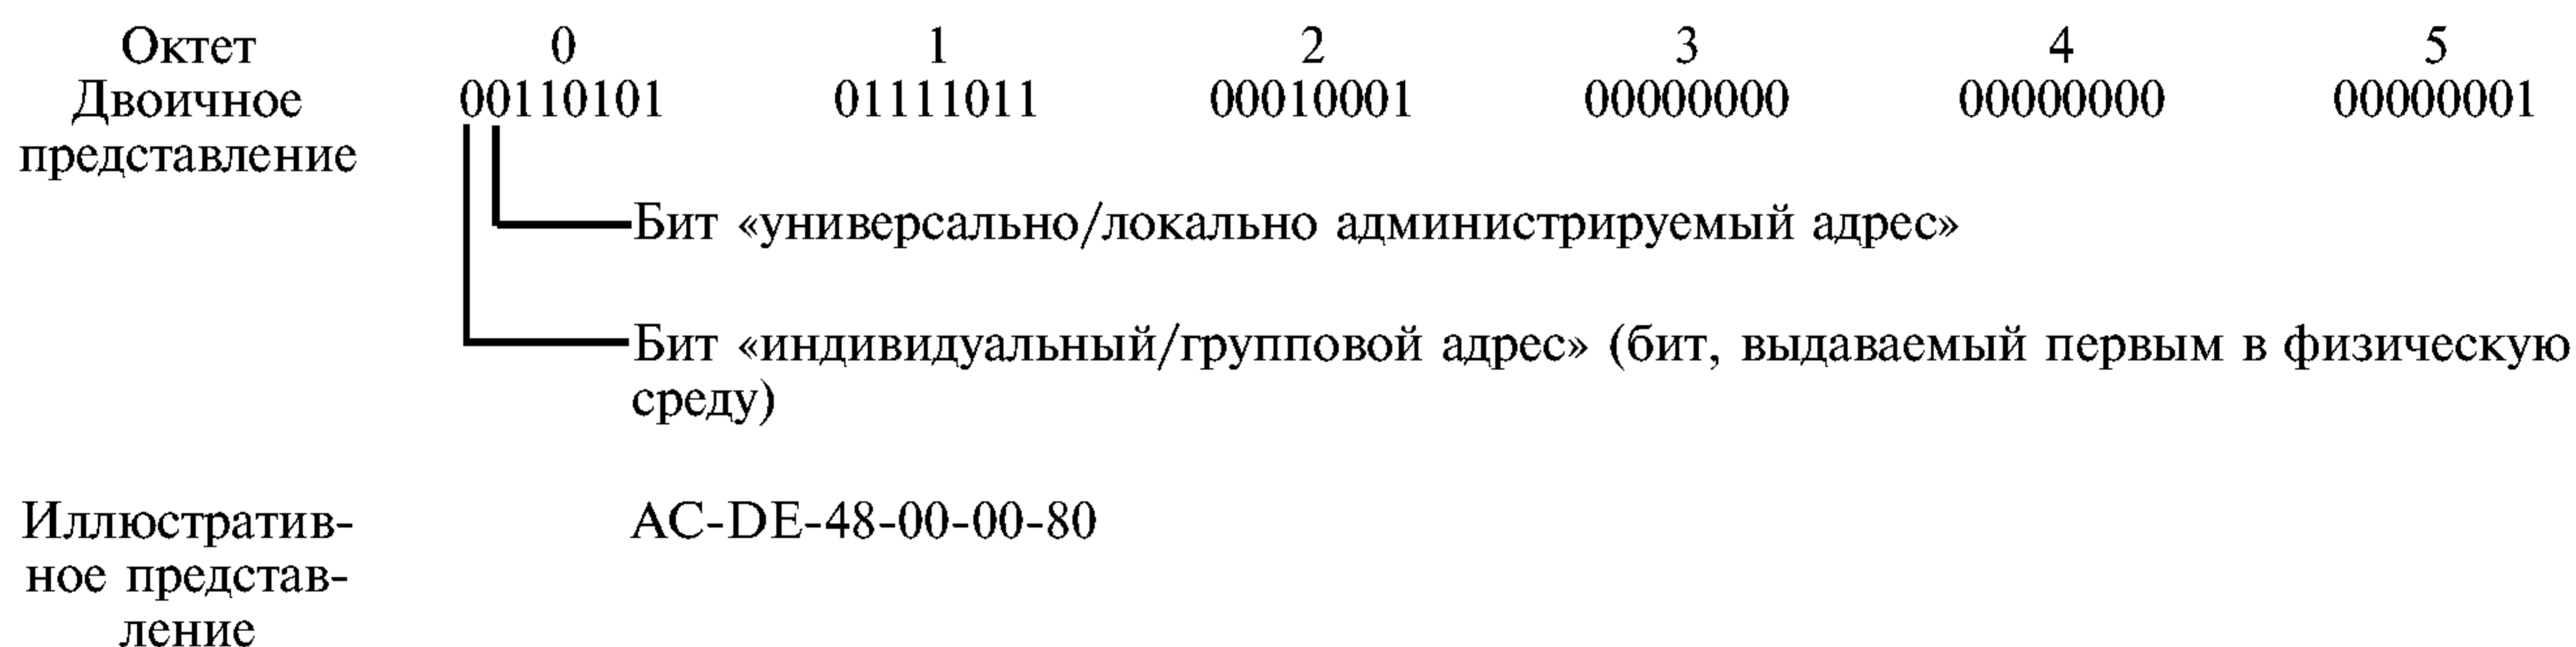 Октет 0 1 2 3 4 5
Двоичное 00110101 01111011 00010001 00000000 00000000 00000001
представление
Бит «универсально/локально администрируемый адрес»
Бит «индивидуальный/групповой адрес» (бит, выдаваемый первым в физическую
среду)
Иллюстратив- AC-DE-48-00-00-80
ное представ-
ление